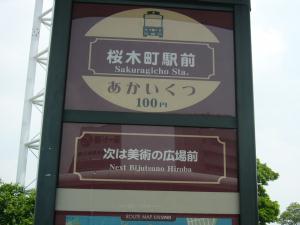 桜木町駅前
Sakuragicho Sta.
あかいくつ
100円
次は美術の広場前
Next Bijutsuno Hiroba
ROUTE MAP